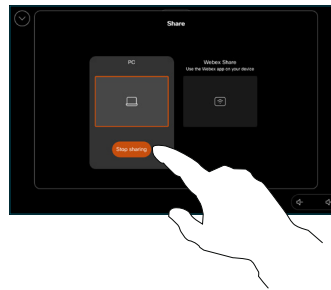 Share
PC
Webex Share
Use the Webex app on your device
Stop sharing